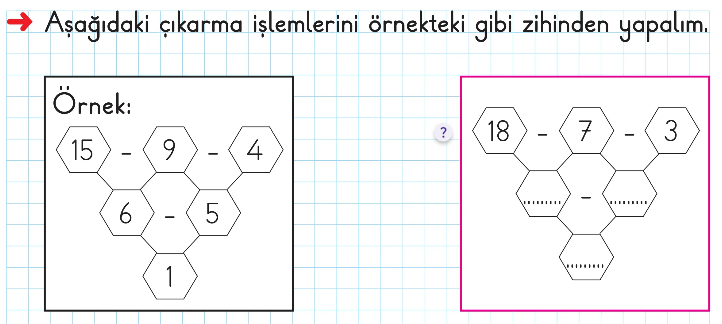 Aşağıdaki çıkarma işlemlerini örnekteki gibi zihinden yapalım.
Örnek:
15 - 9 - 4
6 - 5
1
?
18 - 7 - 3
......... - .........
.........